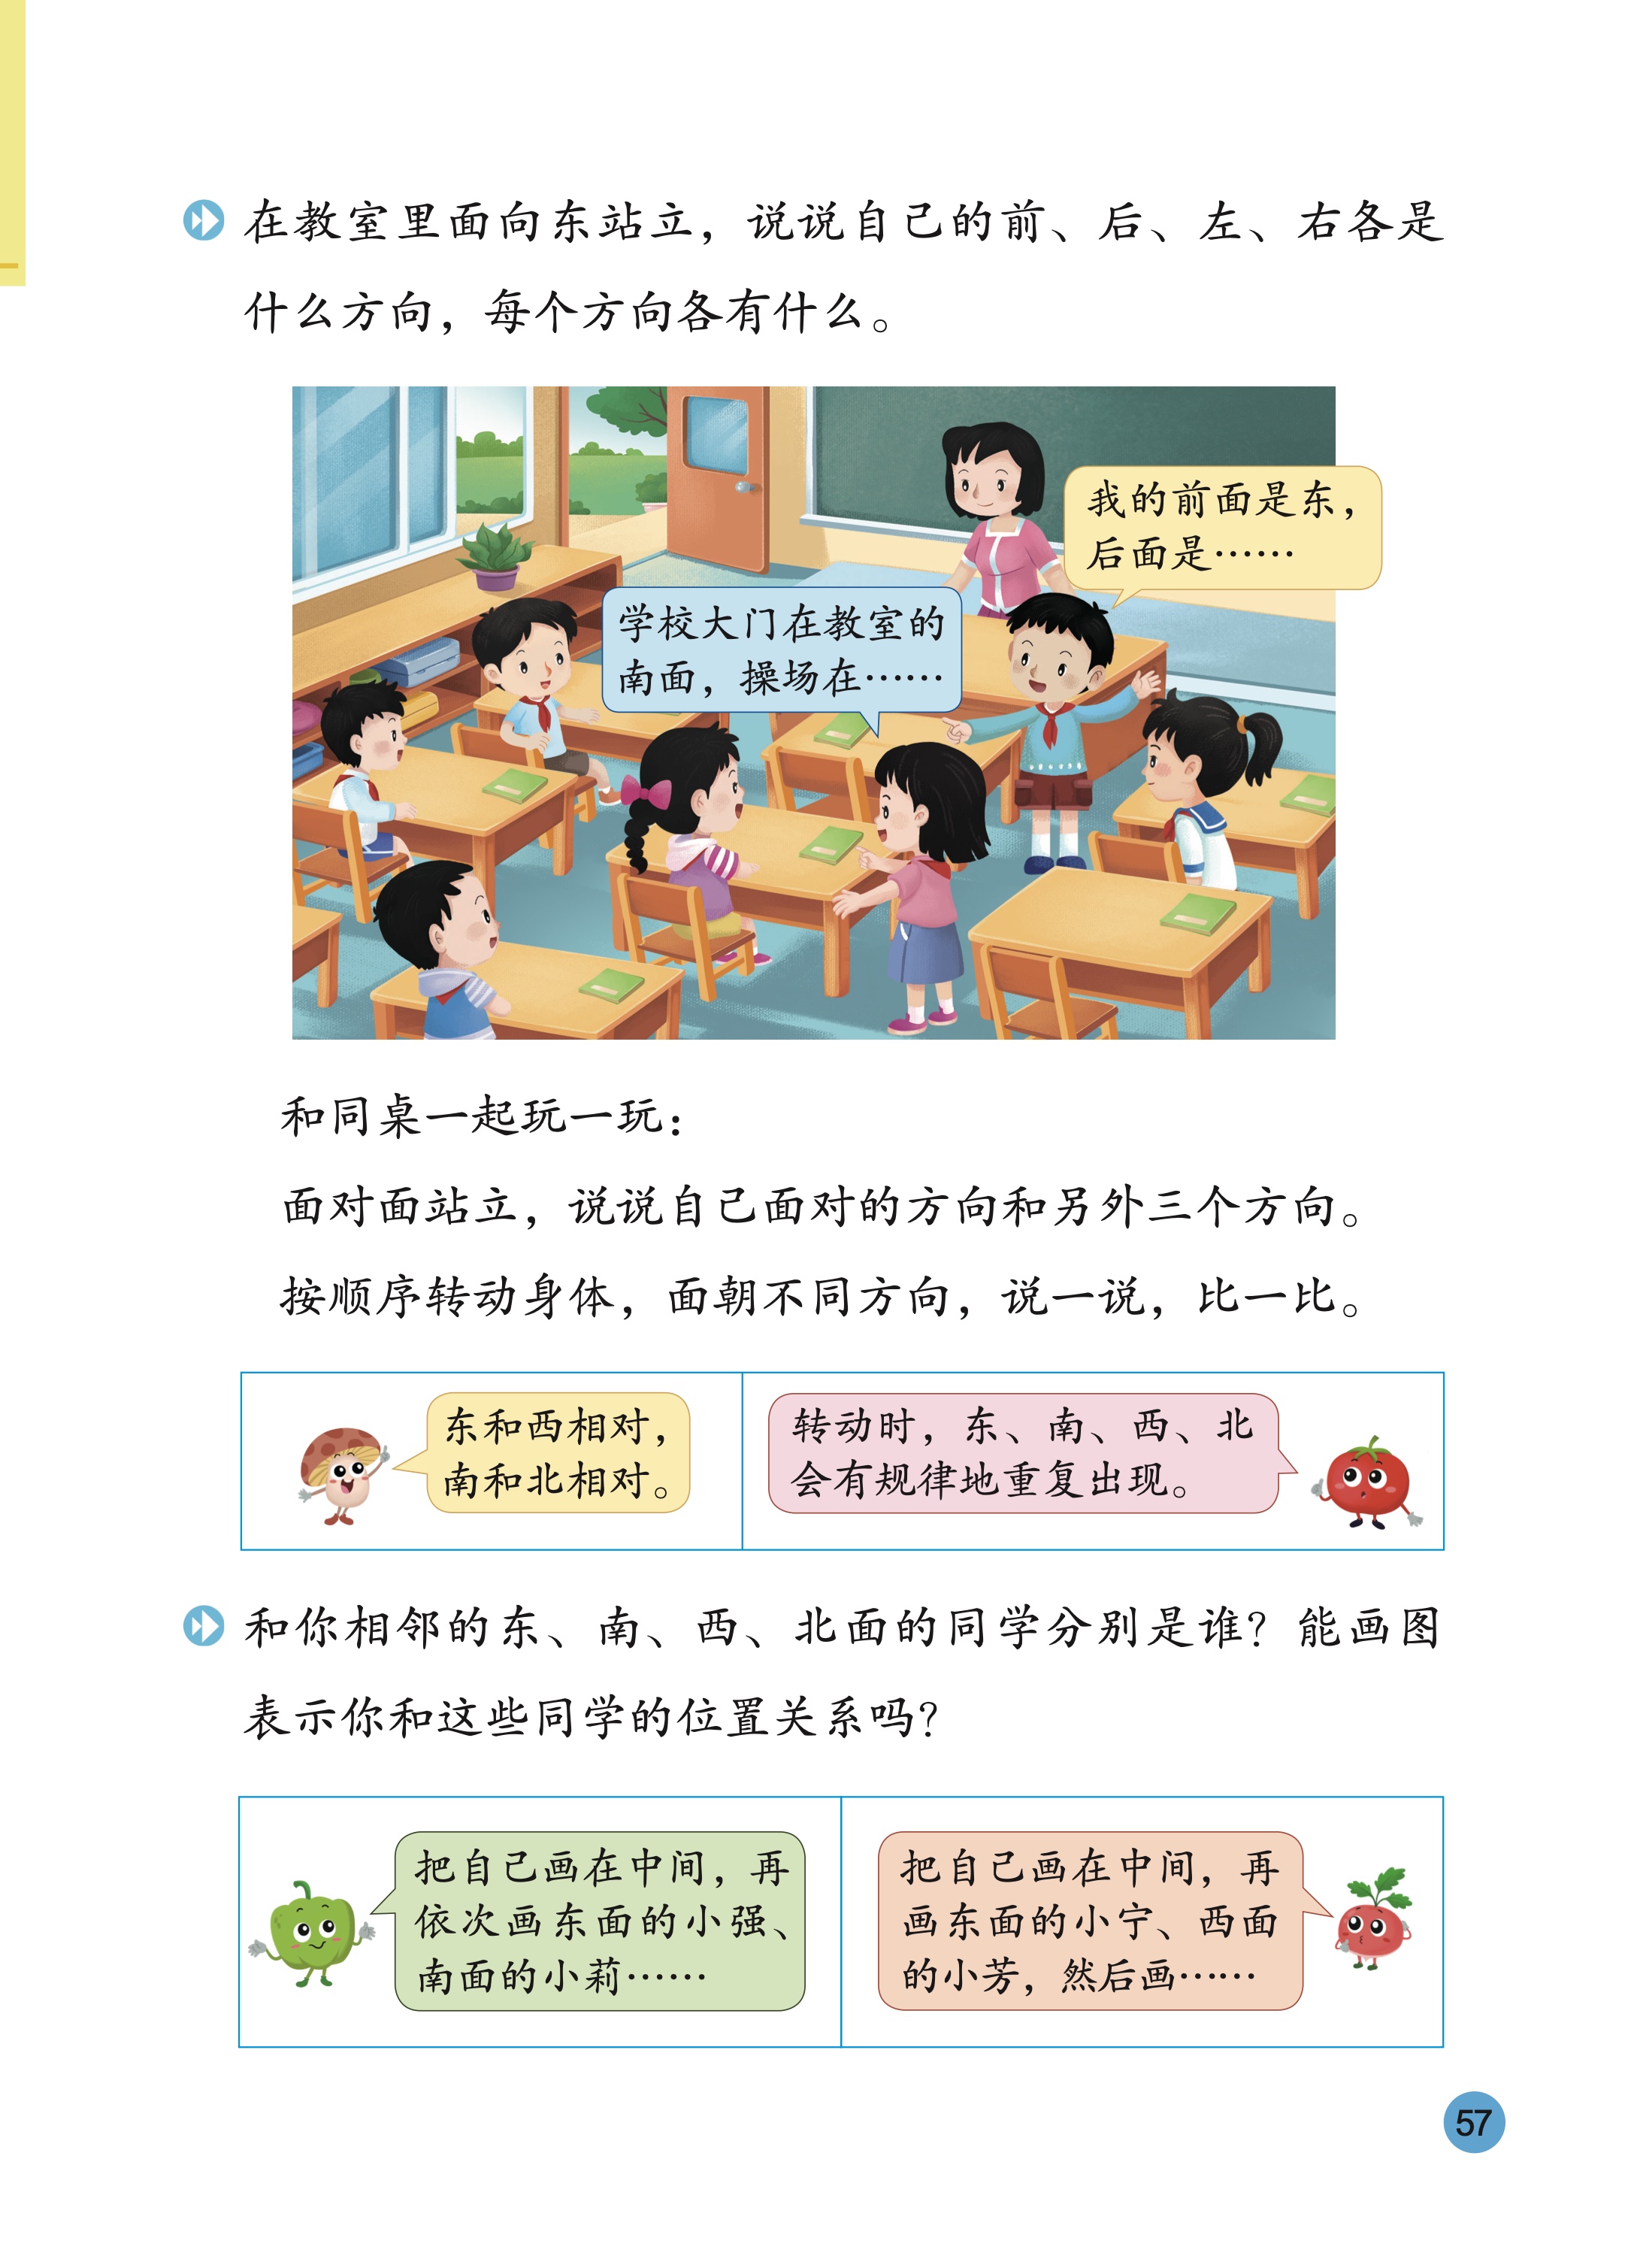 在教室里面向东站立，说说自己的前、后、左、右各是
什么方向，每个方向各有什么。
我的前面是东，
后面是……
学校大门在教室的
南面，操场在……
和同桌一起玩一玩：
面对面站立，说说自己面对的方向和另外三个方向。
按顺序转动身体，面朝不同方向，说一说，比一比。
东和西相对，
南和北相对。
转动时，东、南、西、北
会有规律地重复出现。
和你相邻的东、南、西、北面的同学分别是谁？能画图
表示你和这些同学的位置关系吗？
把自己画在中间，再
依次画东面的小强、
南面的小莉……
把自己画在中间，再
画东面的小宁、西面
的小芳，然后画……
57